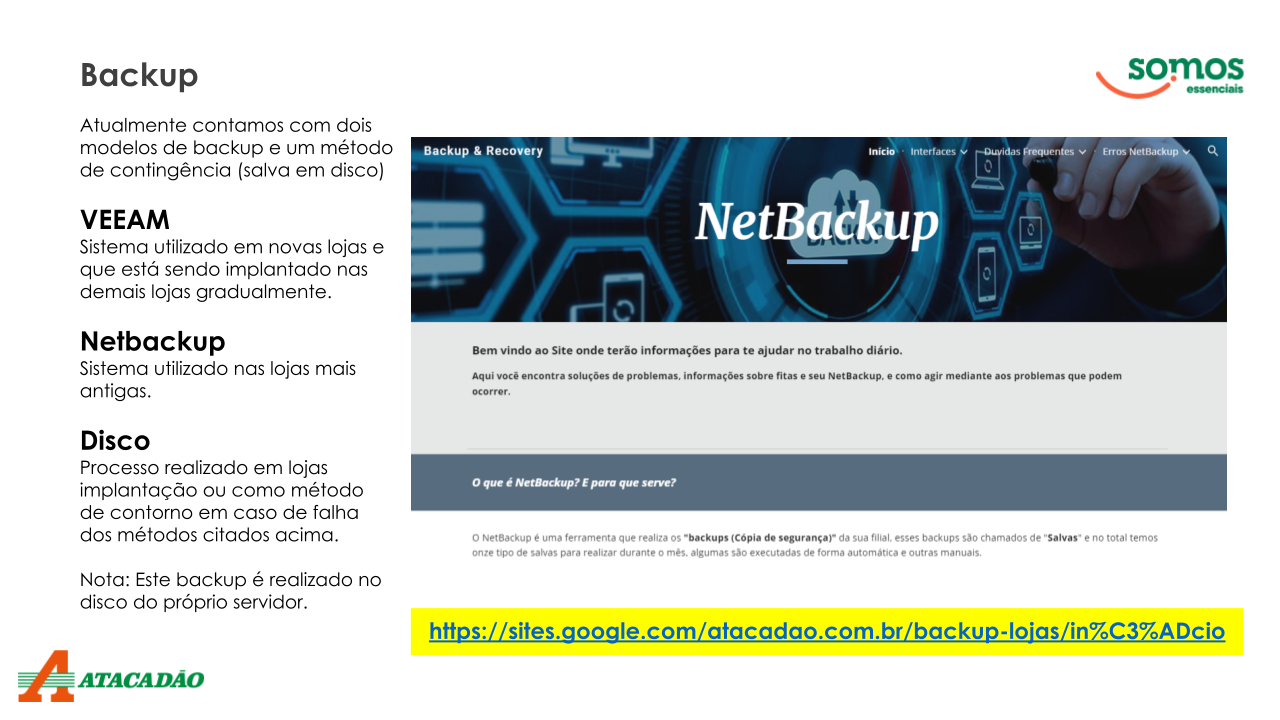 Backup
somos
essenciais
Atualmente contamos com dois
modelos de backup e um método
de contingência (salva em disco)
VEEAM
Sistema utilizado em novas lojas e
que está sendo implantado nas
demais lojas gradualmente.
Netbackup
Sistema utilizado nas lojas mais
antigas.
Disco
Processo realizado em lojas
implantação ou como método
de contorno em caso de falha
dos métodos citados acima.
Nota: Este backup é realizado no
disco do próprio servidor.
Backup & Recovery
Início · Interfaces · Duvidas Frequentes · Erros NetBackup
NetBackup
BACKUP
Bem vindo ao Site onde terão informações para te ajudar no trabalho diário.
Aqui você encontra soluções de problemas, informações sobre fitas e seu NetBackup, e como agir mediante aos problemas que podem
ocorrer.
O que é NetBackup? E para que serve?
O NetBackup é uma ferramenta que realiza os "backups (Cópia de segurança)" da sua filial, esses backups são chamados de "Salvas" e no total temos
onze tipo de salvas para realizar durante o mês, algumas são executadas de forma automática e outras manuais.
https://sites.google.com/atacadao.com.br/backup-lojas/in%C3%ADcio
ATACADÃO